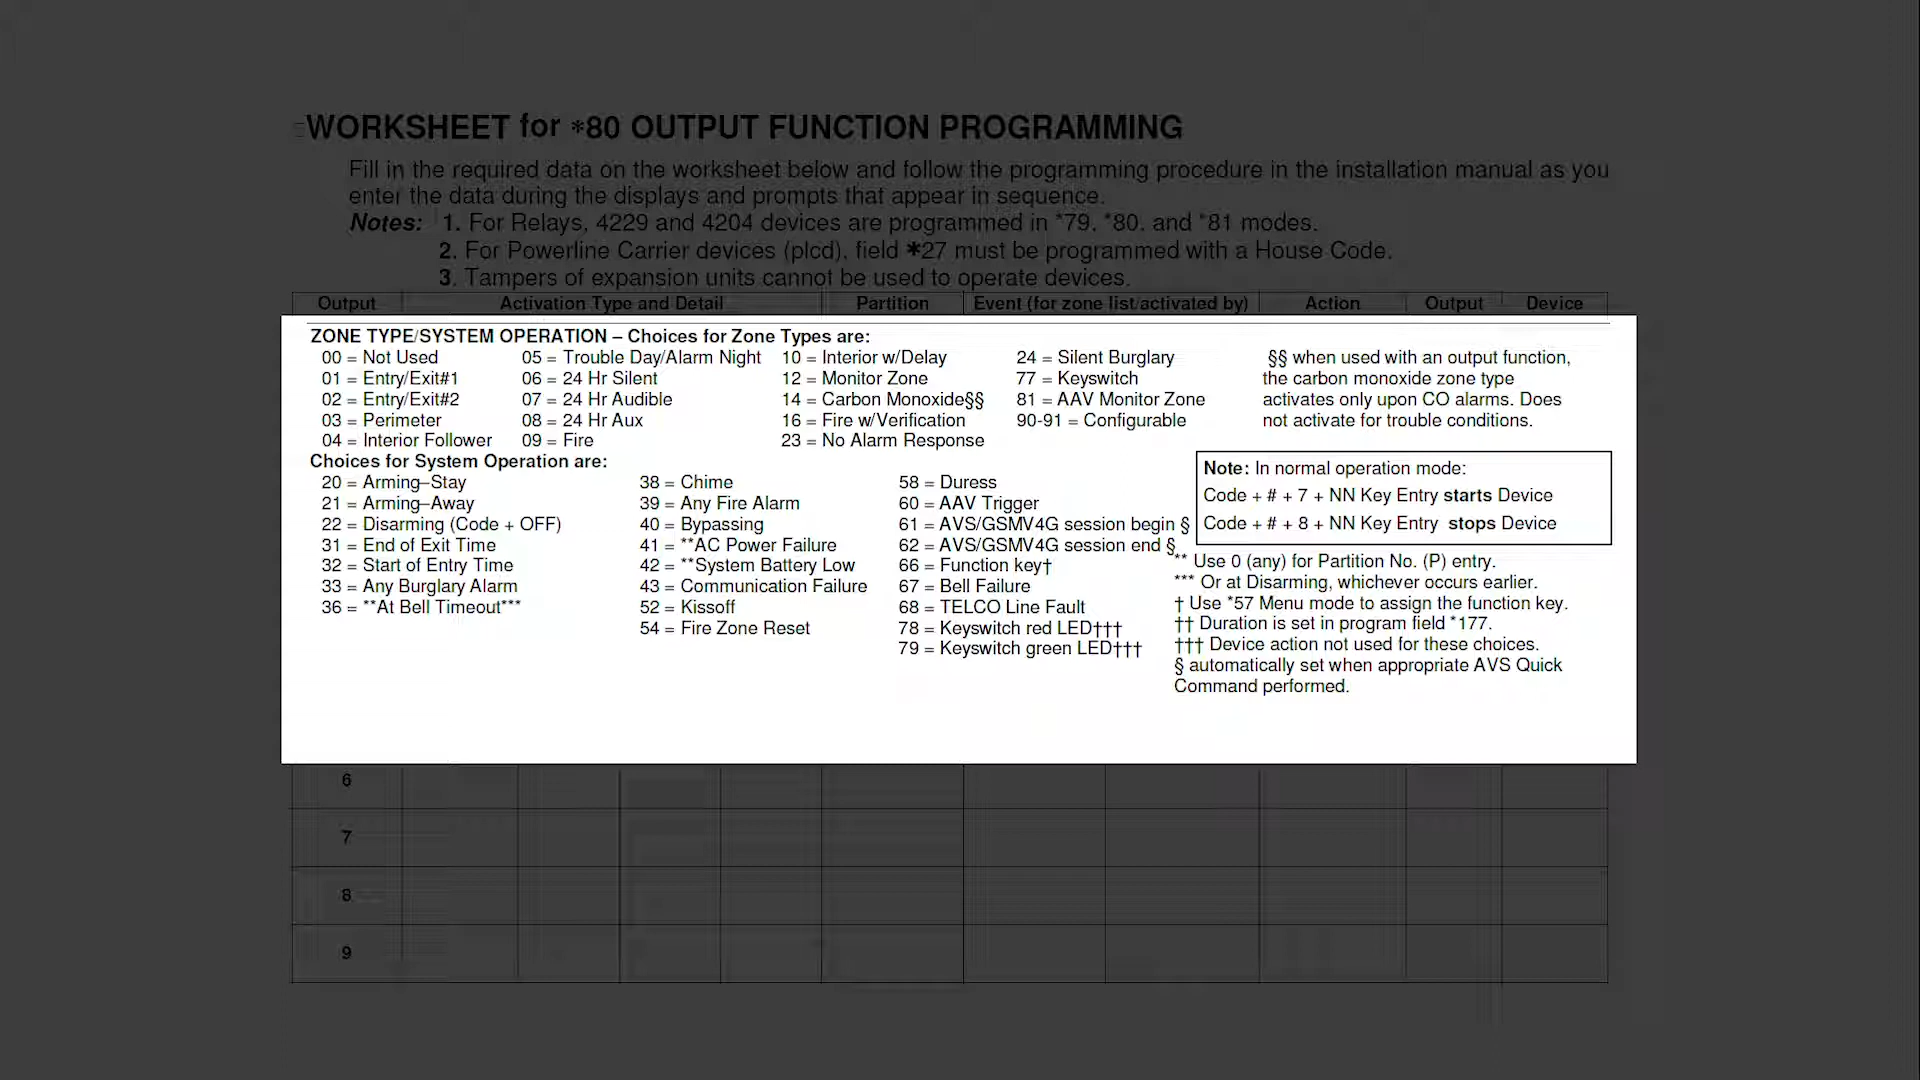 WORKSHEET for *80 OUTPUT FUNCTION PROGRAMMING
Fill in the required data on the worksheet below and follow the programming procedure in the installation manual as you
enter the data during the displays and prompts that appear in sequence.
Notes: 1. For Relays, 4229 and 4204 devices are programmed in *79, *80, and *81 modes.
2. For Powerline Carrier devices (plcd), field *27 must be programmed with a House Code.
3. Tampers of expansion units cannot be used to operate devices.
Output Activation Type and Detail Partition Event (for zone list/activated by) Action Output Device
ZONE TYPE/SYSTEM OPERATION – Choices for Zone Types are:
00 = Not Used 05 = Trouble Day/Alarm Night 10 = Interior w/Delay 24 = Silent Burglary §§ when used with an output function,
01 = Entry/Exit#1 06 = 24 Hr Silent 12 = Monitor Zone 77 = Keyswitch the carbon monoxide zone type
02 = Entry/Exit#2 07 = 24 Hr Audible 14 = Carbon Monoxide§§ 81 = AAV Monitor Zone activates only upon CO alarms. Does
03 = Perimeter 08 = 24 Hr Aux 16 = Fire w/Verification 90-91 = Configurable not activate for trouble conditions.
04 = Interior Follower 09 = Fire 23 = No Alarm Response
Choices for System Operation are:
20 = Arming–Stay 38 = Chime 58 = Duress
21 = Arming–Away 39 = Any Fire Alarm 60 = AAV Trigger
22 = Disarming (Code + OFF) 40 = Bypassing 61 = AVS/GSMV4G session begin §
31 = End of Exit Time 41 = **AC Power Failure 62 = AVS/GSMV4G session end §
32 = Start of Entry Time 42 = **System Battery Low 66 = Function key†
33 = Any Burglary Alarm 43 = Communication Failure 67 = Bell Failure
36 = **At Bell Timeout*** 52 = Kissoff 68 = TELCO Line Fault
54 = Fire Zone Reset 78 = Keyswitch red LED†††
79 = Keyswitch green LED†††
Note: In normal operation mode:
Code + # + 7 + NN Key Entry starts Device
Code + # + 8 + NN Key Entry stops Device
** Use 0 (any) for Partition No. (P) entry.
*** Or at Disarming, whichever occurs earlier.
† Use *57 Menu mode to assign the function key.
†† Duration is set in program field *177.
††† Device action not used for these choices.
§ automatically set when appropriate AVS Quick
Command performed.
6
7
8
9